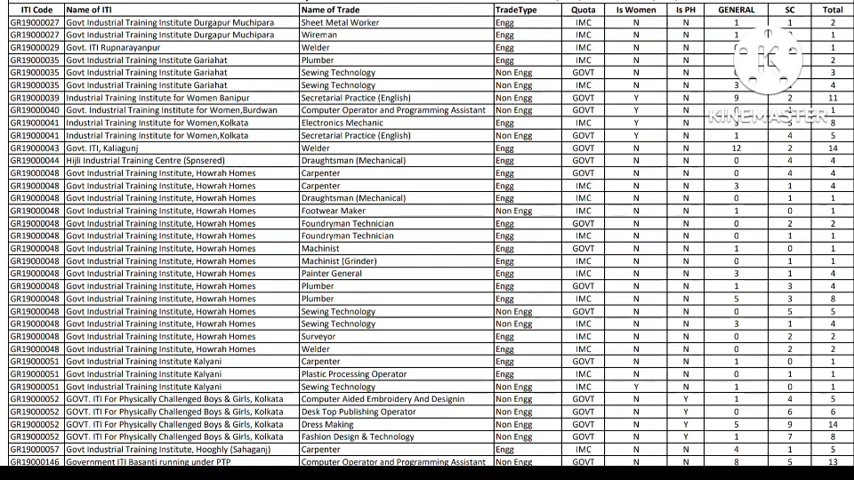 ITI Code Name of ITI Name of Trade TradeType Quota Is Women Is PH GENERAL SC Total
GR19000027 Govt Industrial Training Institute Durgapur Muchipara Sheet Metal Worker Engg IMC N N 1 1 2
GR19000027 Govt Industrial Training Institute Durgapur Muchipara Wireman Engg IMC N N 1 1
GR19000029 Govt. ITI Rupnarayanpur Welder Engg IMC N N 1
GR19000035 Govt Industrial Training Institute Gariahat Plumber Engg IMC N N 2
GR19000035 Govt Industrial Training Institute Gariahat Sewing Technology Non Engg GOVT N N 3
GR19000035 Govt Industrial Training Institute Gariahat Sewing Technology Non Engg IMC N N 3 4
GR19000039 Industrial Training Institute for Women Banipur Secretarial Practice (English) Non Engg GOVT Y N 9 2 11
GR19000040 Govt. Industrial Training Institute for Women,Burdwan Computer Operator and Programming Assistant Non Engg GOVT Y N 1
GR19000041 Industrial Training Institute for Women,Kolkata Electronics Mechanic Engg IMC Y N 8
GR19000041 Industrial Training Institute for Women,Kolkata Secretarial Practice (English) Non Engg GOVT Y N 1 4 5
GR19000043 Govt. ITI, Kaliagunj Welder Engg GOVT N N 12 2 14
GR19000044 Hijli Industrial Training Centre (Spnsered) Draughtsman (Mechanical) Engg GOVT N N 0 4 4
GR19000048 Govt Industrial Training Institute, Howrah Homes Carpenter Engg GOVT N N 0 4 4
GR19000048 Govt Industrial Training Institute, Howrah Homes Carpenter Engg IMC N N 3 1 4
GR19000048 Govt Industrial Training Institute, Howrah Homes Draughtsman (Mechanical) Engg IMC N N 0 1 1
GR19000048 Govt Industrial Training Institute, Howrah Homes Footwear Maker Non Engg IMC N N 1 0 1
GR19000048 Govt Industrial Training Institute, Howrah Homes Foundryman Technician Engg GOVT N N 0 2 2
GR19000048 Govt Industrial Training Institute, Howrah Homes Foundryman Technician Engg IMC N N 0 1 1
GR19000048 Govt Industrial Training Institute, Howrah Homes Machinist Engg GOVT N N 1 0 1
GR19000048 Govt Industrial Training Institute, Howrah Homes Machinist (Grinder) Engg IMC N N 0 1 1
GR19000048 Govt Industrial Training Institute, Howrah Homes Painter General Engg IMC N N 3 1 4
GR19000048 Govt Industrial Training Institute, Howrah Homes Plumber Engg GOVT N N 1 3 4
GR19000048 Govt Industrial Training Institute, Howrah Homes Plumber Engg IMC N N 5 3 8
GR19000048 Govt Industrial Training Institute, Howrah Homes Sewing Technology Non Engg GOVT N N 0 5 5
GR19000048 Govt Industrial Training Institute, Howrah Homes Sewing Technology Non Engg IMC N N 3 1 4
GR19000048 Govt Industrial Training Institute, Howrah Homes Surveyor Engg IMC N N 0 2 2
GR19000048 Govt Industrial Training Institute, Howrah Homes Welder Engg IMC N N 0 2 2
GR19000051 Govt Industrial Training Institute Kalyani Carpenter Engg GOVT N N 1 0 1
GR19000051 Govt Industrial Training Institute Kalyani Plastic Processing Operator Engg IMC N N 0 1 1
GR19000051 Govt Industrial Training Institute Kalyani Sewing Technology Non Engg IMC Y N 1 0 1
GR19000052 GOVT. ITI For Physically Challenged Boys & Girls, Kolkata Computer Aided Embroidery And Designin Non Engg GOVT N Y 1 4 5
GR19000052 GOVT. ITI For Physically Challenged Boys & Girls, Kolkata Desk Top Publishing Operator Non Engg GOVT N Y 0 6 6
GR19000052 GOVT. ITI For Physically Challenged Boys & Girls, Kolkata Dress Making Non Engg GOVT N Y 5 9 14
GR19000052 GOVT. ITI For Physically Challenged Boys & Girls, Kolkata Fashion Design & Technology Non Engg GOVT N Y 1 7 8
GR19000057 Govt Industrial Training Institute, Hooghly (Sahaganj) Carpenter Engg IMC N N 4 1 5
GR19000146 Government ITI Basanti running under PTP Computer Operator and Programming Assistant Non Engg GOVT N N 8 5 13
K
KINEMASTER